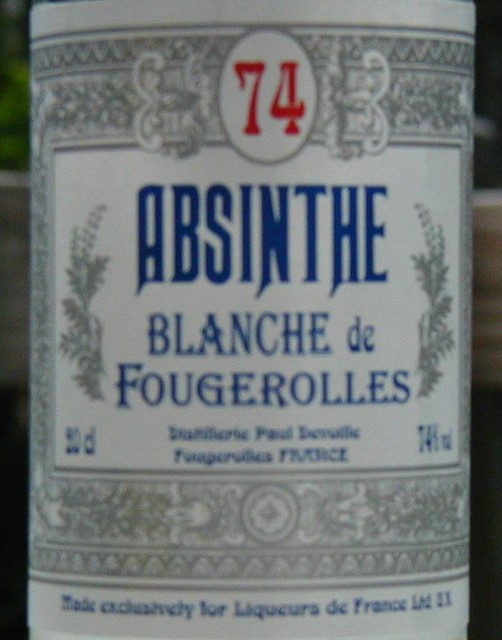 74
ABSINTHE
BLANCHE de
FOUGEROLLES
Distillerie Paul Devoille
20 cl 74% vol
Fougerolles FRANCE
Made exclusively for Liqueurs de France Ltd U.K.